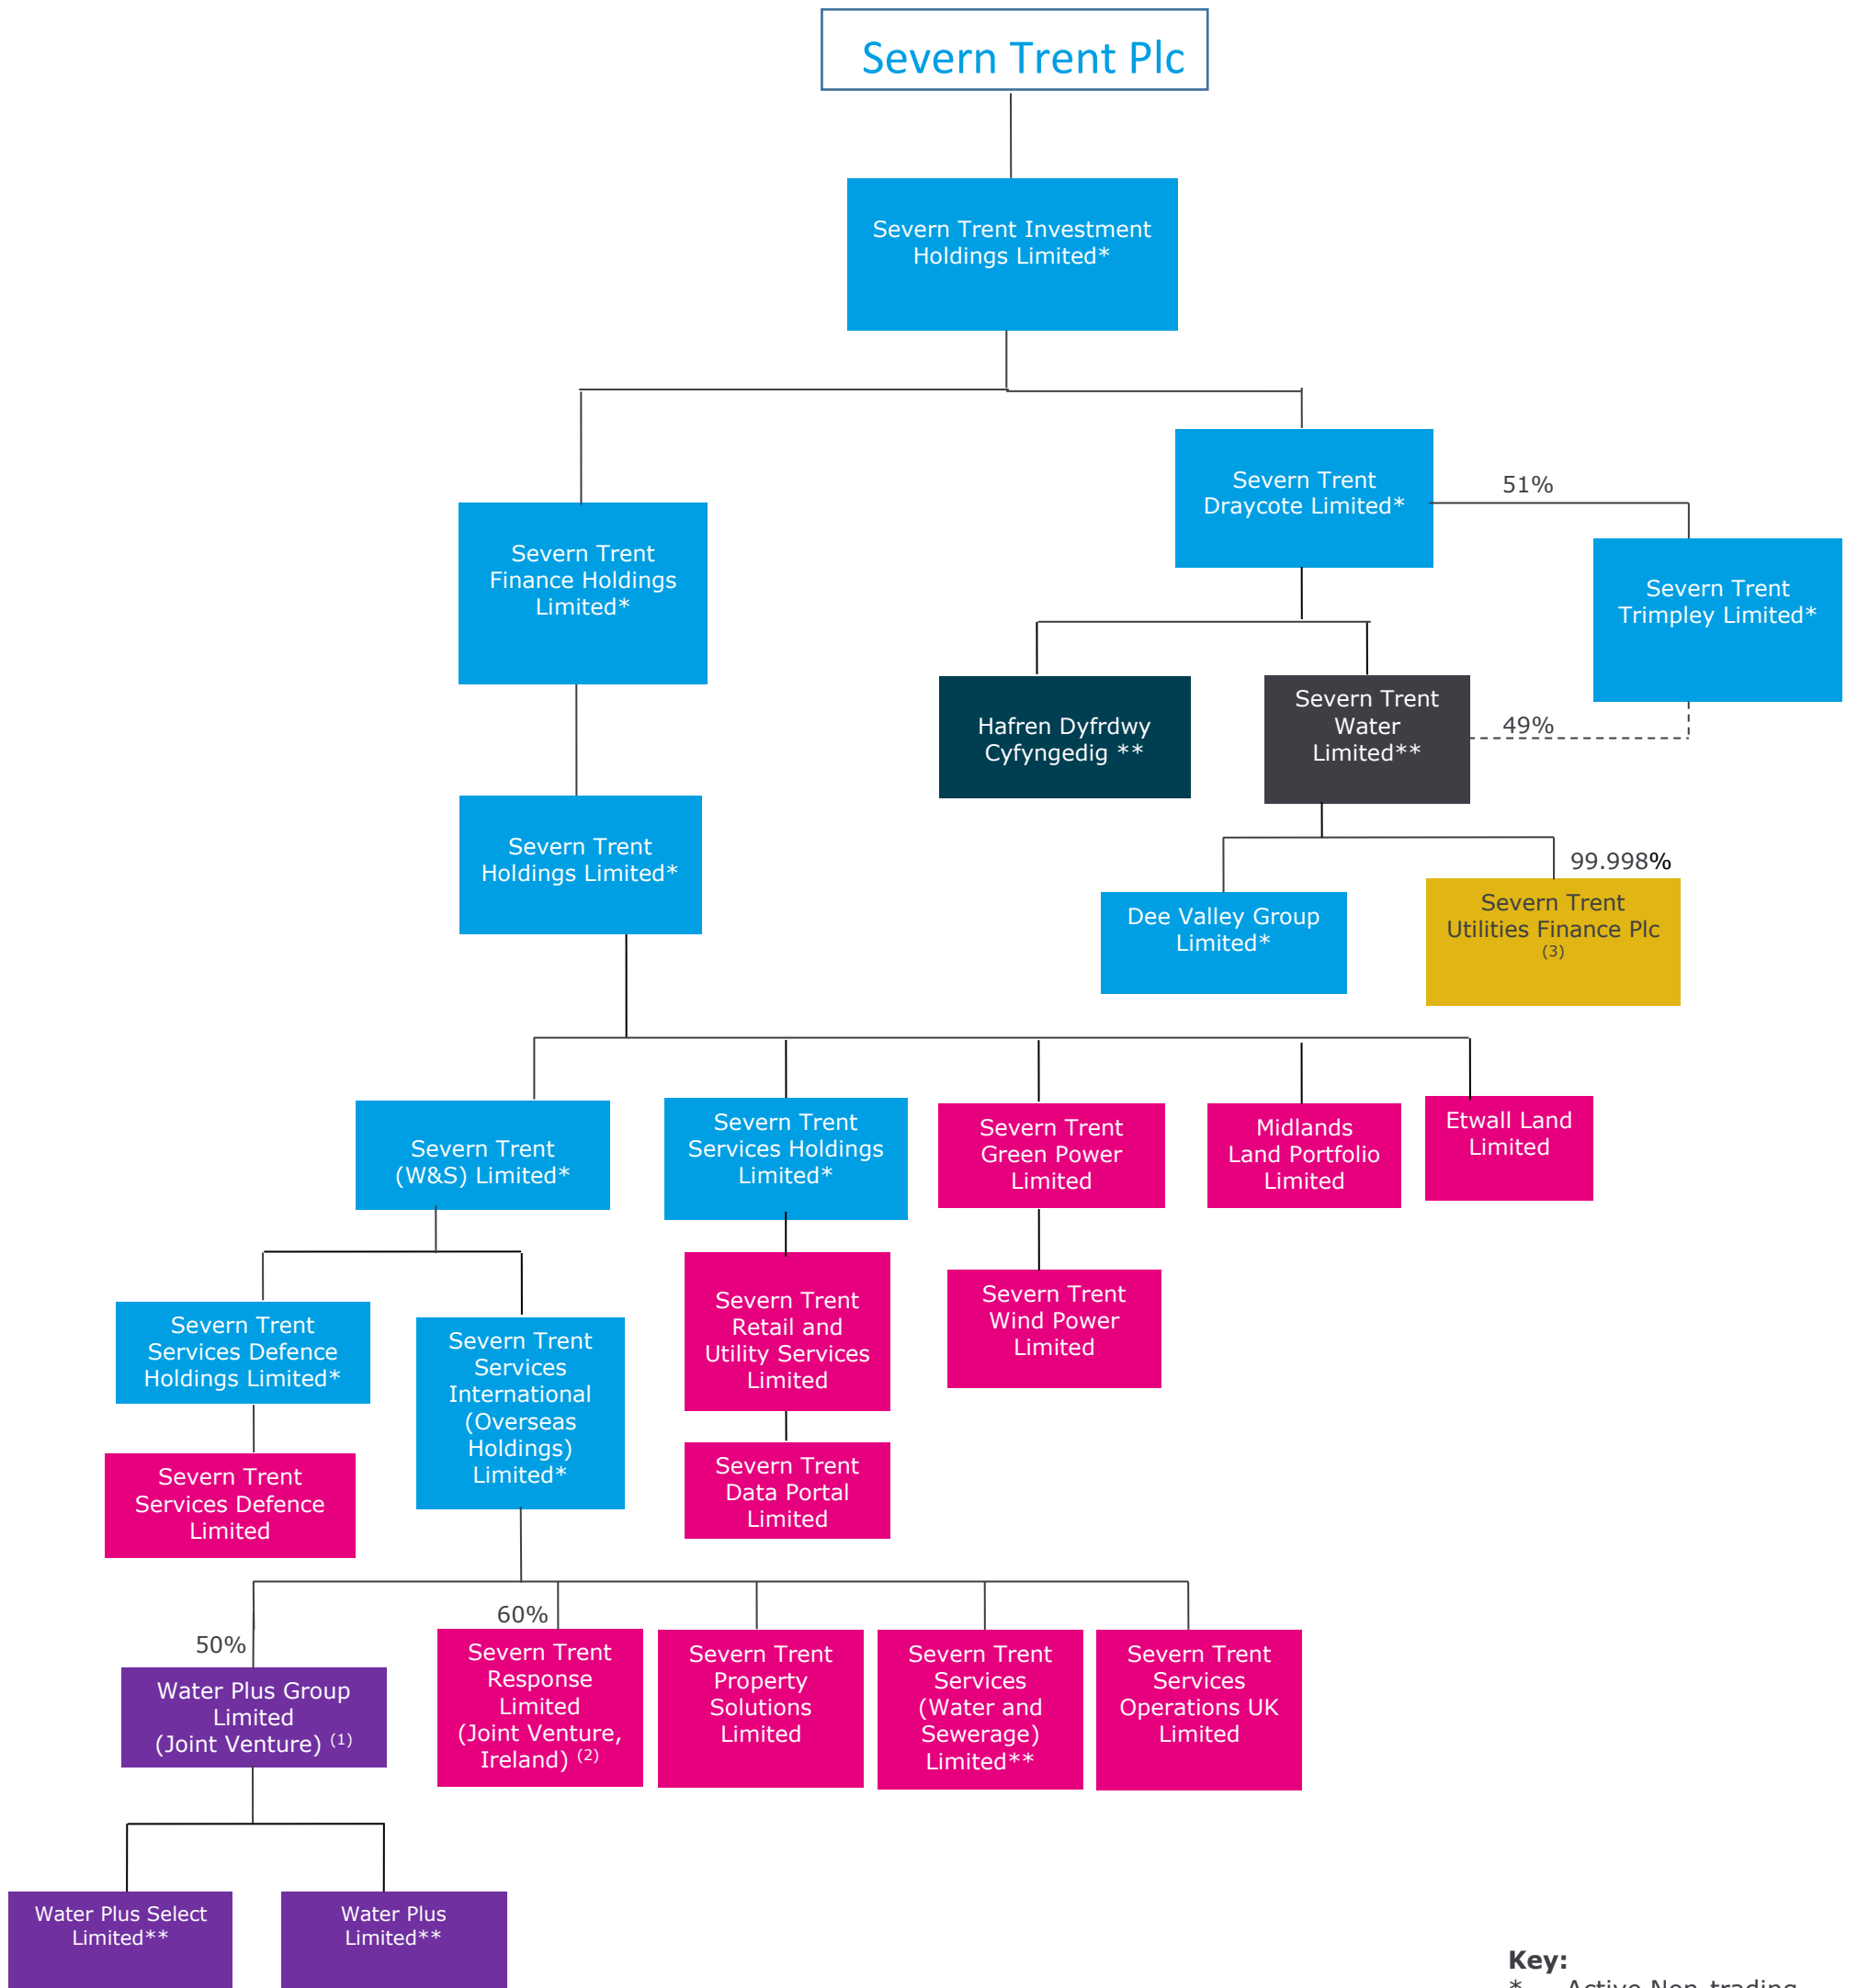 Severn Trent Plc
Severn Trent Investment
Holdings Limited*
Severn Trent
Draycote Limited*
51%
Severn Trent
Finance Holdings
Limited*
Severn Trent
Trimpley Limited*
Hafren Dyfrdwy
Cyfyngedig **
Severn Trent
Water
Limited**
49%
Severn Trent
Holdings Limited*
99.998%
Dee Valley Group
Limited*
Severn Trent
Utilities Finance Plc
(3)
Severn Trent
(W&S) Limited*
Severn Trent
Services Holdings
Limited*
Severn Trent
Green Power
Limited
Midlands
Land Portfolio
Limited
Etwall Land
Limited
Severn Trent
Services Defence
Holdings Limited*
Severn Trent
Services
International
(Overseas
Holdings)
Limited*
Severn Trent
Retail and
Utility Services
Limited
Severn Trent
Wind Power
Limited
Severn Trent
Services Defence
Limited
Severn Trent
Data Portal
Limited
50%
60%
Water Plus Group
Limited
(Joint Venture) (1)
Severn Trent
Response
Limited
(Joint Venture,
Ireland) (2)
Severn Trent
Property
Solutions
Limited
Severn Trent
Services
(Water and
Sewerage)
Limited**
Severn Trent
Services
Operations UK
Limited
Water Plus Select
Limited**
Water Plus
Limited**
Key:
* Active Non-trading